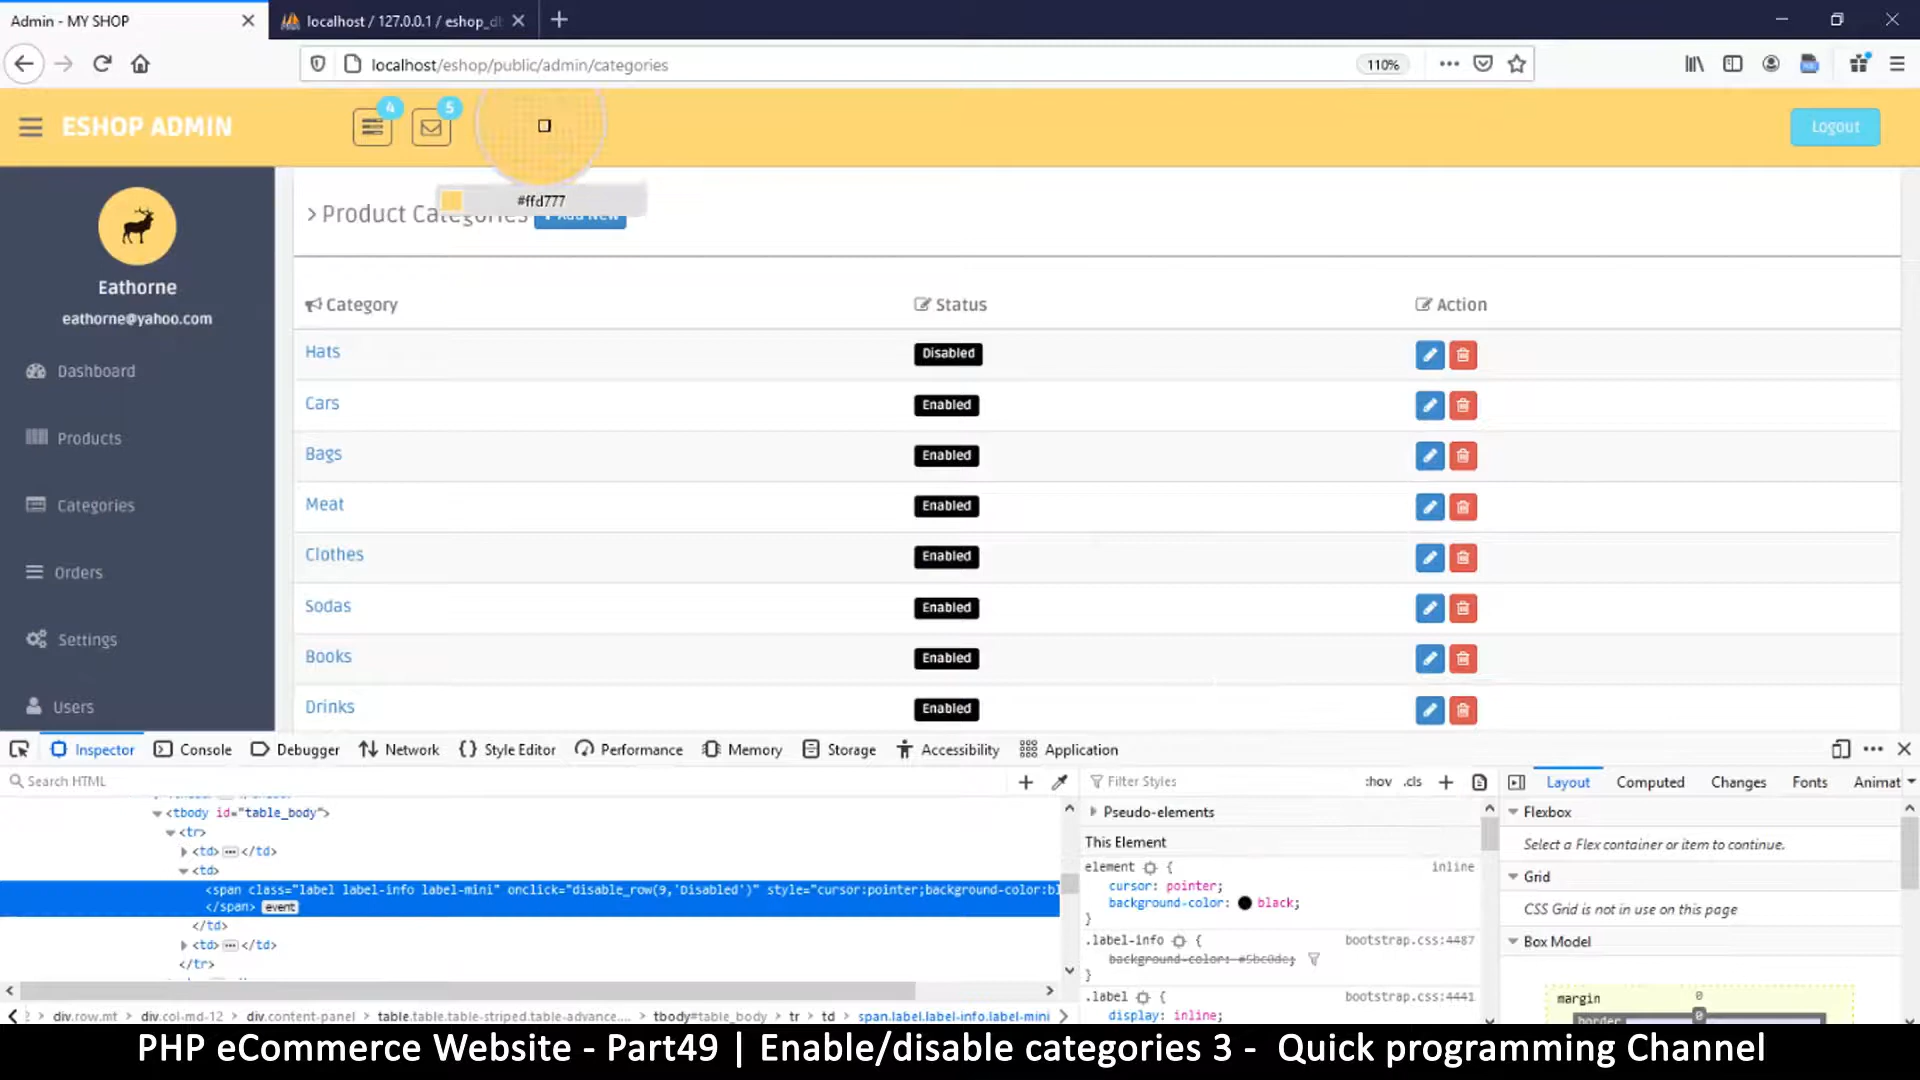 Admin - MY SHOP
localhost / 127.0.0.1 / eshop_d
localhost/eshop/public/admin/categories
110%
ESHOP ADMIN
4
5
Logout
#ffd777
Product Categories
Add New
Eathorne
eathorne@yahoo.com
Dashboard
Products
Categories
Orders
Settings
Users
Category Status Action
Hats Disabled
Cars Enabled
Bags Enabled
Meat Enabled
Clothes Enabled
Sodas Enabled
Books Enabled
Drinks Enabled
Inspector Console Debugger Network {} Style Editor Performance Memory Storage Accessibility Application
Search HTML
<tbody id="table_body">
<tr>
<td> ••• </td>
<td>
<span class="label label-info label-mini" onclick="disable_row(9,'Disabled')" style="cursor:pointer;background-color:bl
</span> event
</td>
<td> ••• </td>
</tr>
div.row.mt > div.col-md-12 > div.content-panel > table.table.table-striped.table-advance.... > tbody#table_body > tr > td > span.label.label-info.label-mini
Filter Styles :hov .cls
Pseudo-elements
This Element
element { inline
cursor: pointer;
background-color: black;
}
.label-info { bootstrap.css:4487
background-color: #5bc0de;
}
.label { bootstrap.css:4441
display: inline;
Layout Computed Changes Fonts Animat
Flexbox
Select a Flex container or item to continue.
Grid
CSS Grid is not in use on this page
Box Model
margin 0
border 0
PHP eCommerce Website - Part49 | Enable/disable categories 3 - Quick programming Channel